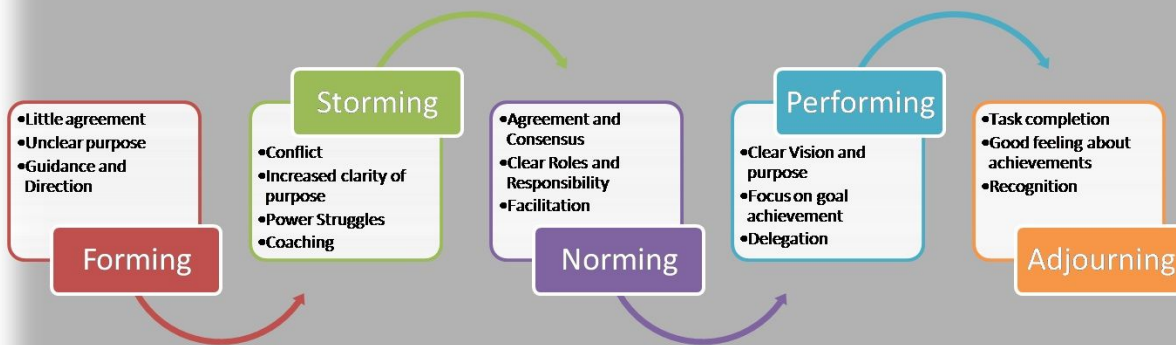 •Little agreement
•Unclear purpose
•Guidance and
Direction
Forming
Storming
•Conflict
•Increased clarity of
purpose
•Power Struggles
•Coaching
•Agreement and
Consensus
•Clear Roles and
Responsibility
•Facilitation
Norming
Performing
•Clear Vision and
purpose
•Focus on goal
achievement
•Delegation
•Task completion
•Good feeling about
achievements
•Recognition
Adjourning